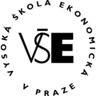 VYSOKÁ ŠKOLA EKONOMICKÁ
V PRAZE
VŠE